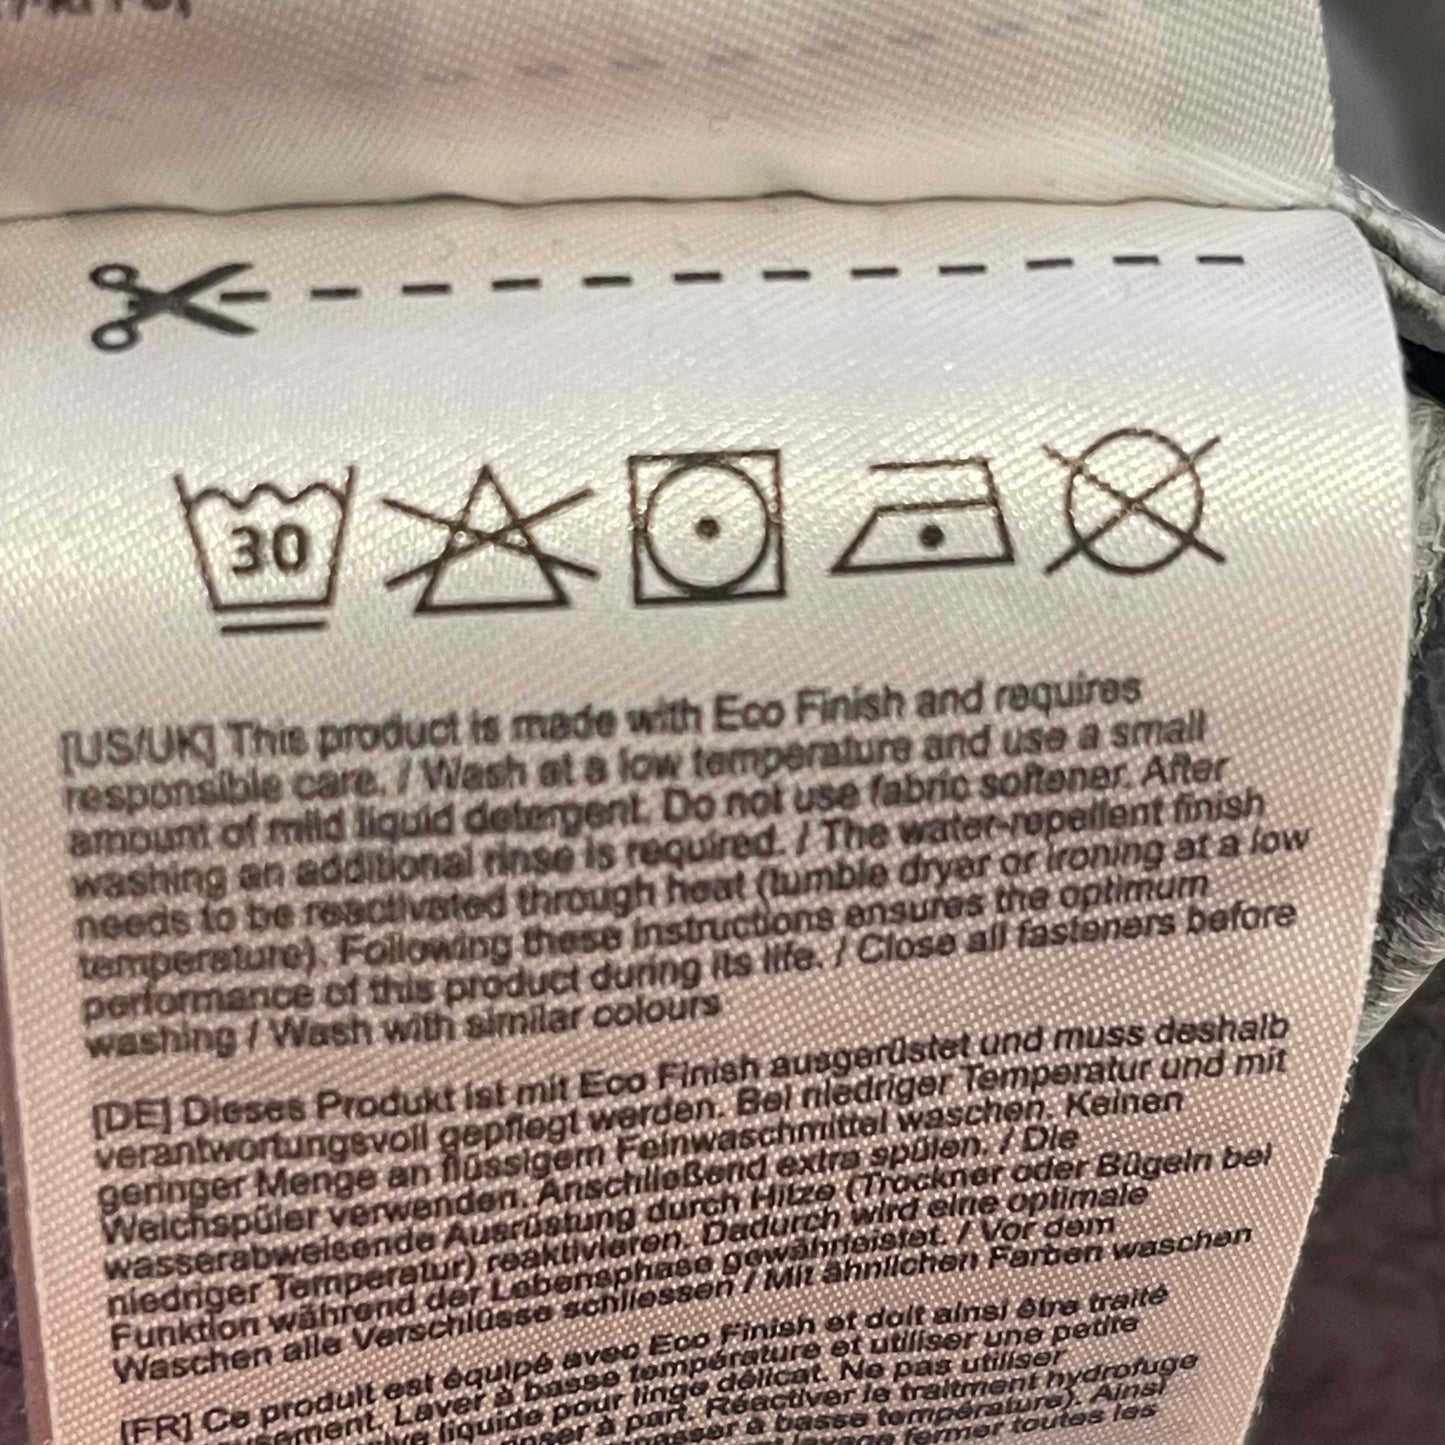 30
[US/UK] This product is made with Eco Finish and requires
responsible care. / Wash at a low temperature and use a small
amount of mild liquid detergent. Do not use fabric softener. After
washing an additional rinse is required. / The water-repellent finish
needs to be reactivated through heat (tumble dryer or ironing at a low
temperature). Following these instructions ensures the optimum
performance of this product during its life. / Close all fasteners before
washing / Wash with similar colours
[DE] Dieses Produkt ist mit Eco Finish ausgerüstet und muss deshalb
verantwortungsvoll gepflegt werden. Bei niedriger Temperatur und mit
geringer Menge an flüssigem Feinwaschmittel waschen. Keinen
Weichspüler verwenden. Anschließend extra spülen. / Die
wasserabweisende Ausrüstung durch Hitze (Trockner oder Bügeln bei
niedriger Temperatur) reaktivieren. Dadurch wird eine optimale
Funktion während der Lebensphase gewährleistet. / Vor dem
Waschen alle Verschlüsse schliessen / Mit ähnlichen Farben waschen
[FR] Ce produit est équipé avec Eco Finish et doit ainsi être traité
Laver à basse température et utiliser une petite
liquide pour linge délicat. Ne pas utiliser
à part. Réactiver le traitment hydrofuge
à basse température). Ainsi
lavage fermer toutes les